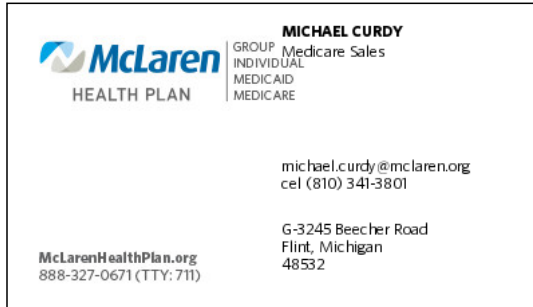 McLaren
HEALTH PLAN
GROUP
INDIVIDUAL
MEDICAID
MEDICARE
MICHAEL CURDY
Medicare Sales
michael.curdy@mclaren.org
cel (810) 341-3801
G-3245 Beecher Road
Flint, Michigan
48532
McLarenHealthPlan.org
888-327-0671 (TTY: 711)